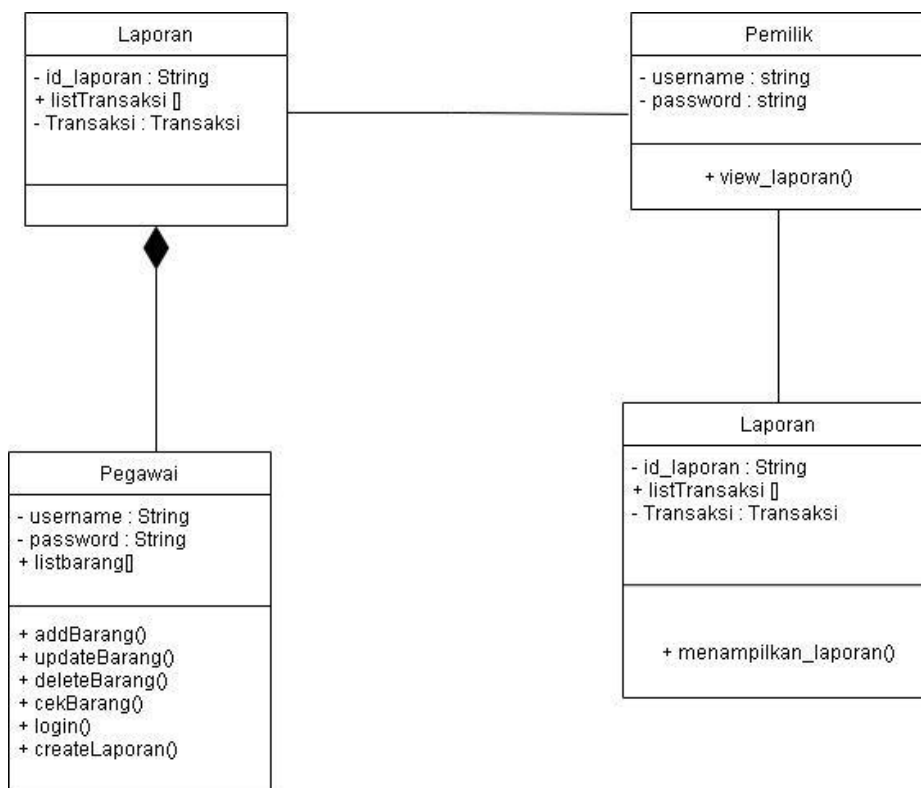 Laporan
- id_laporan : String
+ listTransaksi []
- Transaksi : Transaksi
Pemilik
- username : string
- password : string
+ view_laporan()
Pegawai
- username : String
- password : String
+ listbarang[]
+ addBarang()
+ updateBarang()
+ deleteBarang()
+ cekBarang()
+ login()
+ createLaporan()
Laporan
- id_laporan : String
+ listTransaksi []
- Transaksi : Transaksi
+ menampilkan_laporan()